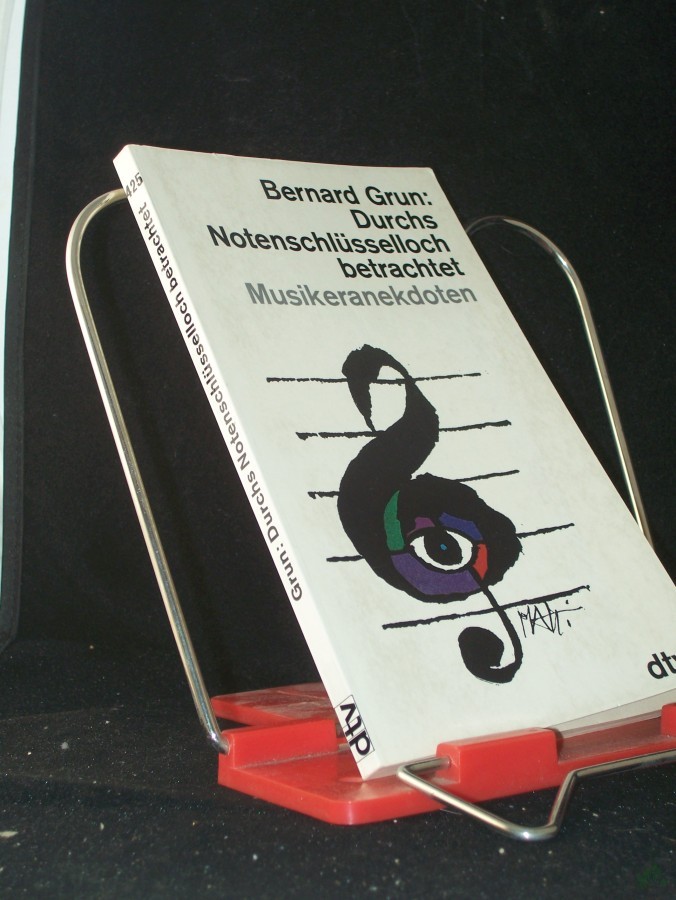 Bernard Grun:
Durchs
Notenschlüsselloch
betrachtet
Musikeranekdoten
dtv
Grun: Durchs Notenschlüsselloch betrachtet 425
dtv